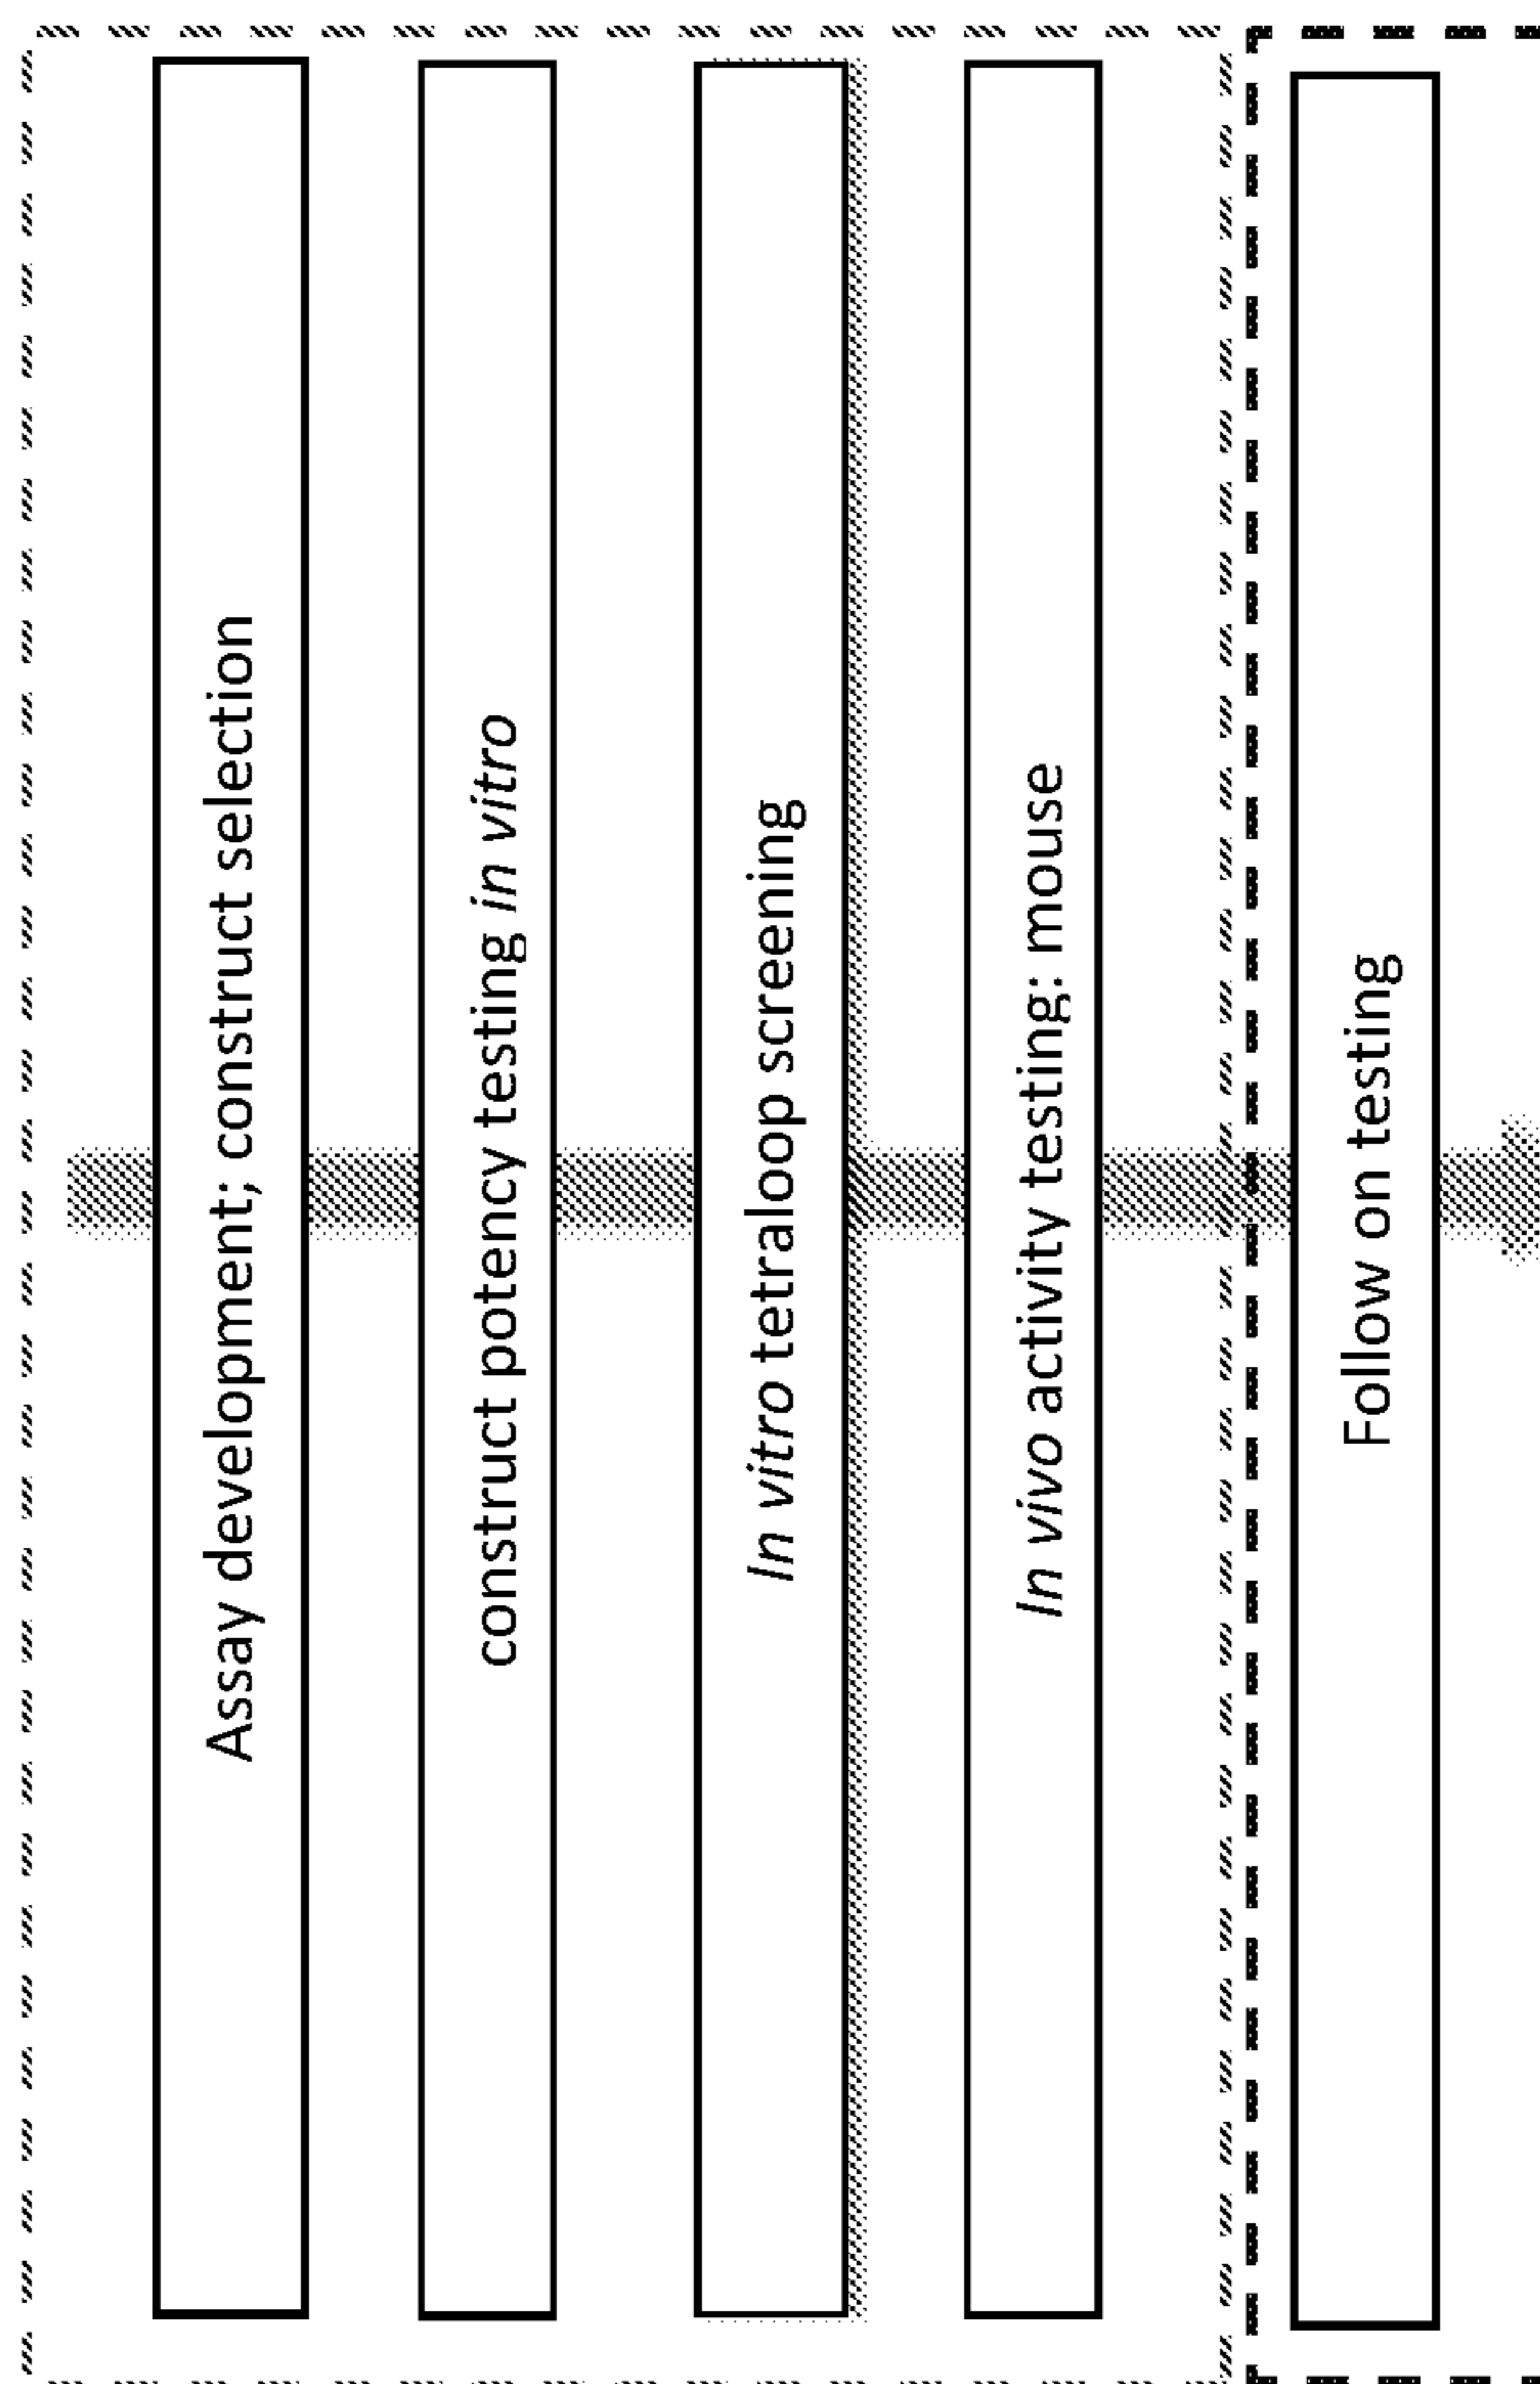 Assay development; construct selection
construct potency testing in vitro
In vitro tetraloop screening
In vivo activity testing: mouse
Follow on testing